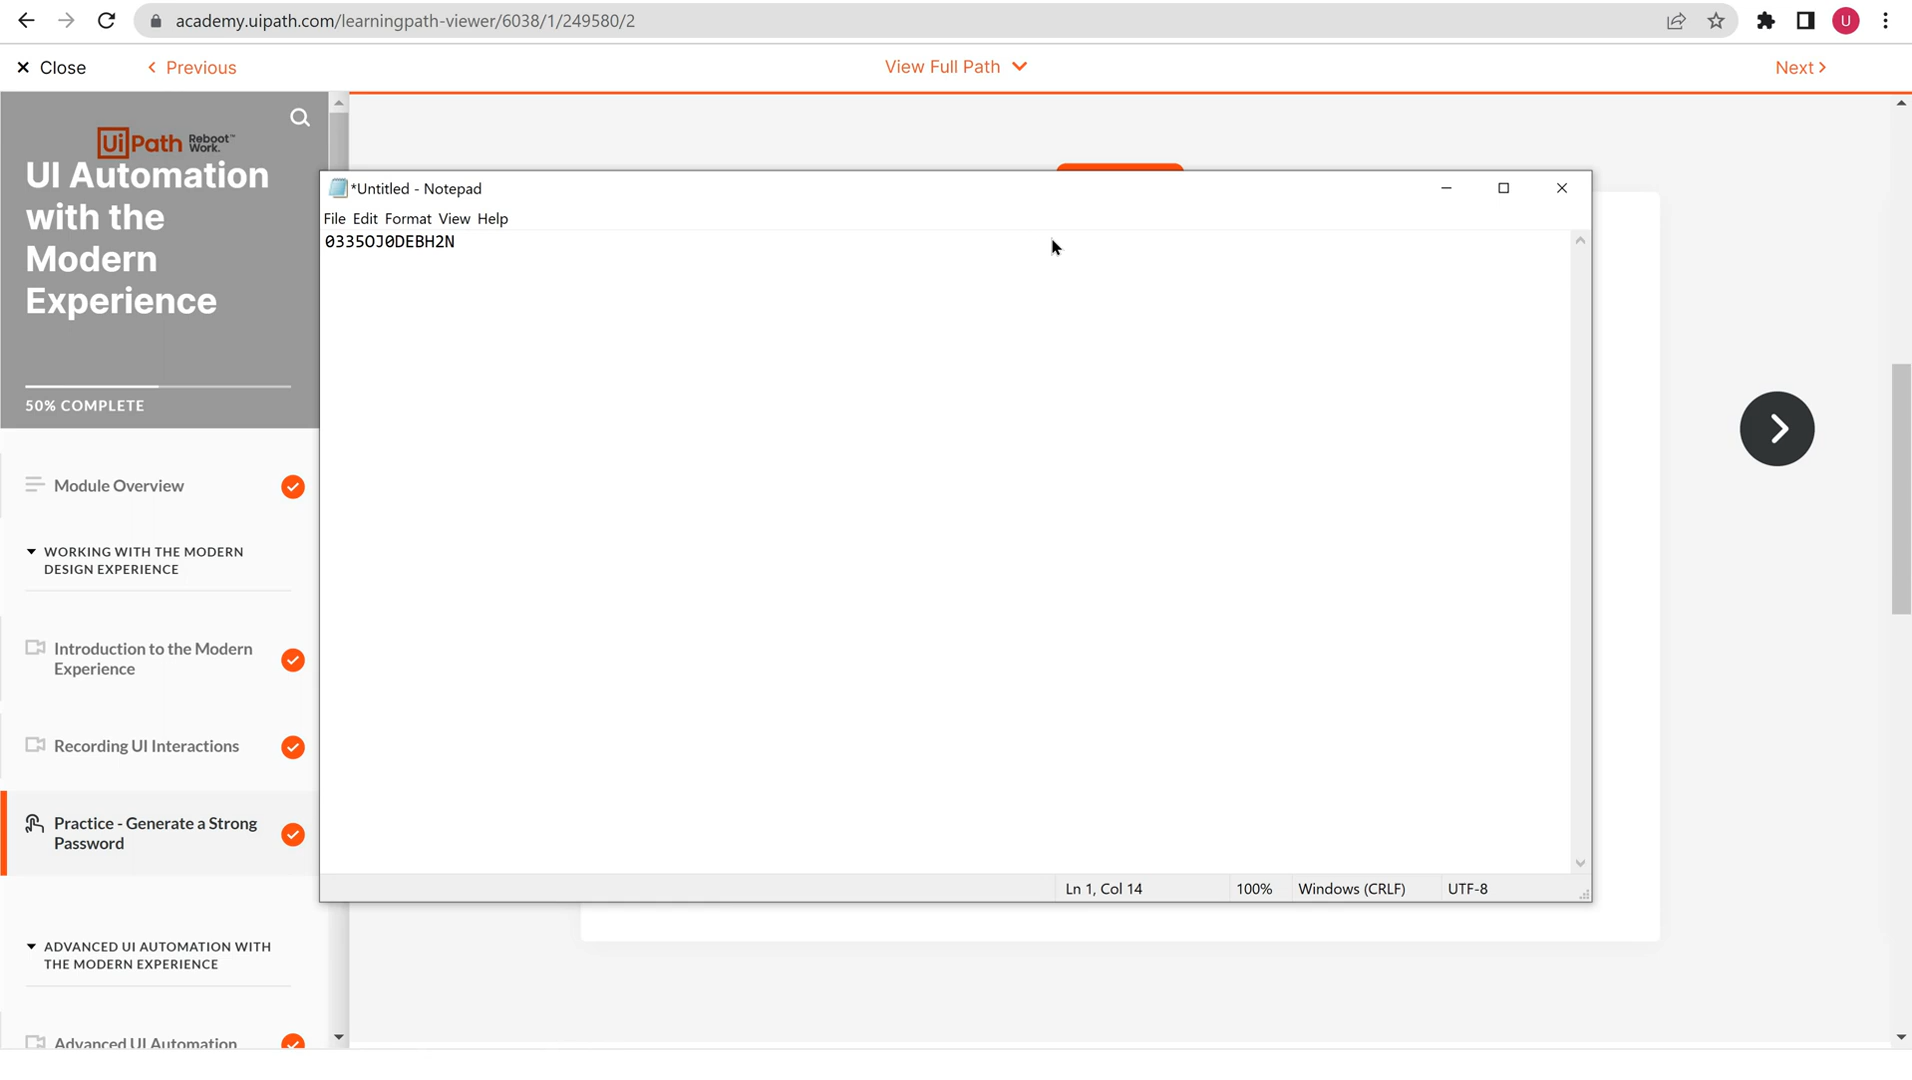 academy.uipath.com/learningpath-viewer/6038/1/249580/2
U
Close
Previous
View Full Path
Next
UiPath Reboot Work.™
UI Automation
with the
Modern
Experience
50% COMPLETE
Module Overview
WORKING WITH THE MODERN
DESIGN EXPERIENCE
Introduction to the Modern
Experience
Recording UI Interactions
Practice - Generate a Strong
Password
ADVANCED UI AUTOMATION WITH
THE MODERN EXPERIENCE
Advanced UI Automation
*Untitled - Notepad
File Edit Format View Help
0335OJ0DEBH2N
Ln 1, Col 14
100%
Windows (CRLF)
UTF-8